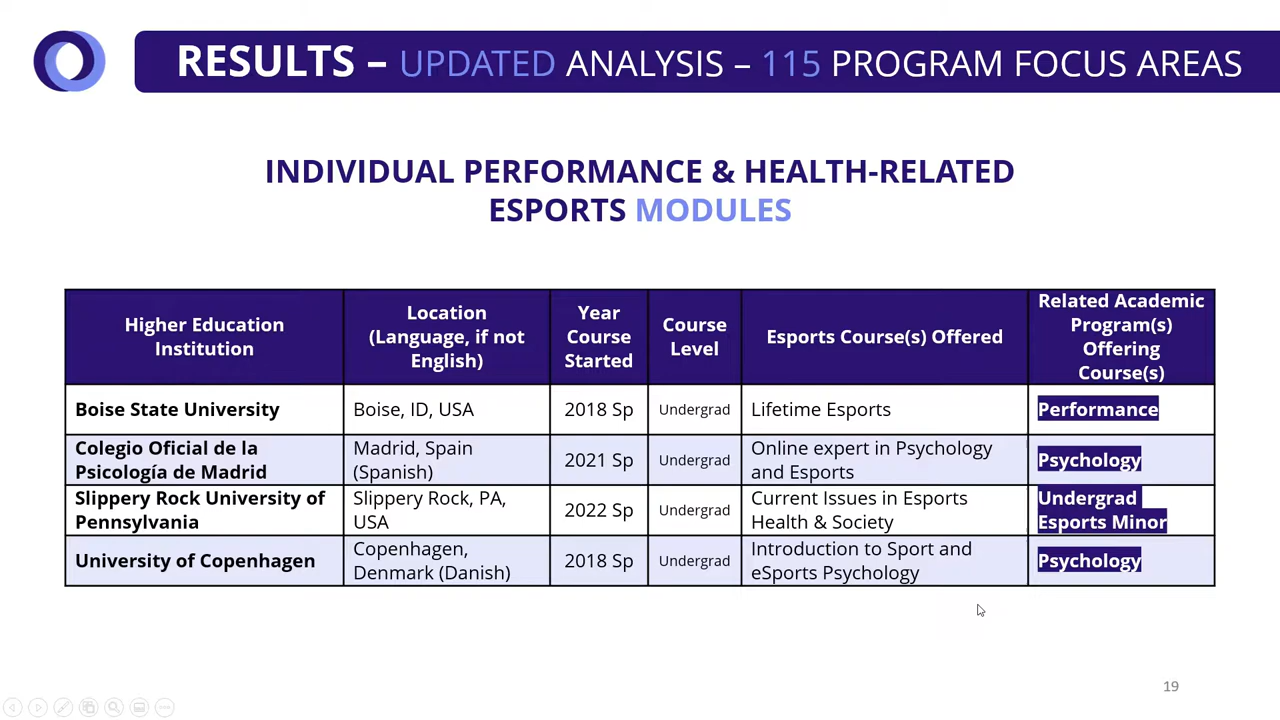 RESULTS – UPDATED ANALYSIS – 115 PROGRAM FOCUS AREAS
INDIVIDUAL PERFORMANCE & HEALTH-RELATED
ESPORTS MODULES
Higher Education
Institution
Location
(Language, if not
English)
Year
Course
Started
Course
Level
Esports Course(s) Offered
Related Academic
Program(s)
Offering
Course(s)
Boise State University
Boise, ID, USA
2018 Sp
Undergrad
Lifetime Esports
Performance
Colegio Oficial de la
Psicología de Madrid
Madrid, Spain
(Spanish)
2021 Sp
Undergrad
Online expert in Psychology
and Esports
Psychology
Slippery Rock University of
Pennsylvania
Slippery Rock, PA,
USA
2022 Sp
Undergrad
Current Issues in Esports
Health & Society
Undergrad
Esports Minor
University of Copenhagen
Copenhagen,
Denmark (Danish)
2018 Sp
Undergrad
Introduction to Sport and
eSports Psychology
Psychology
19